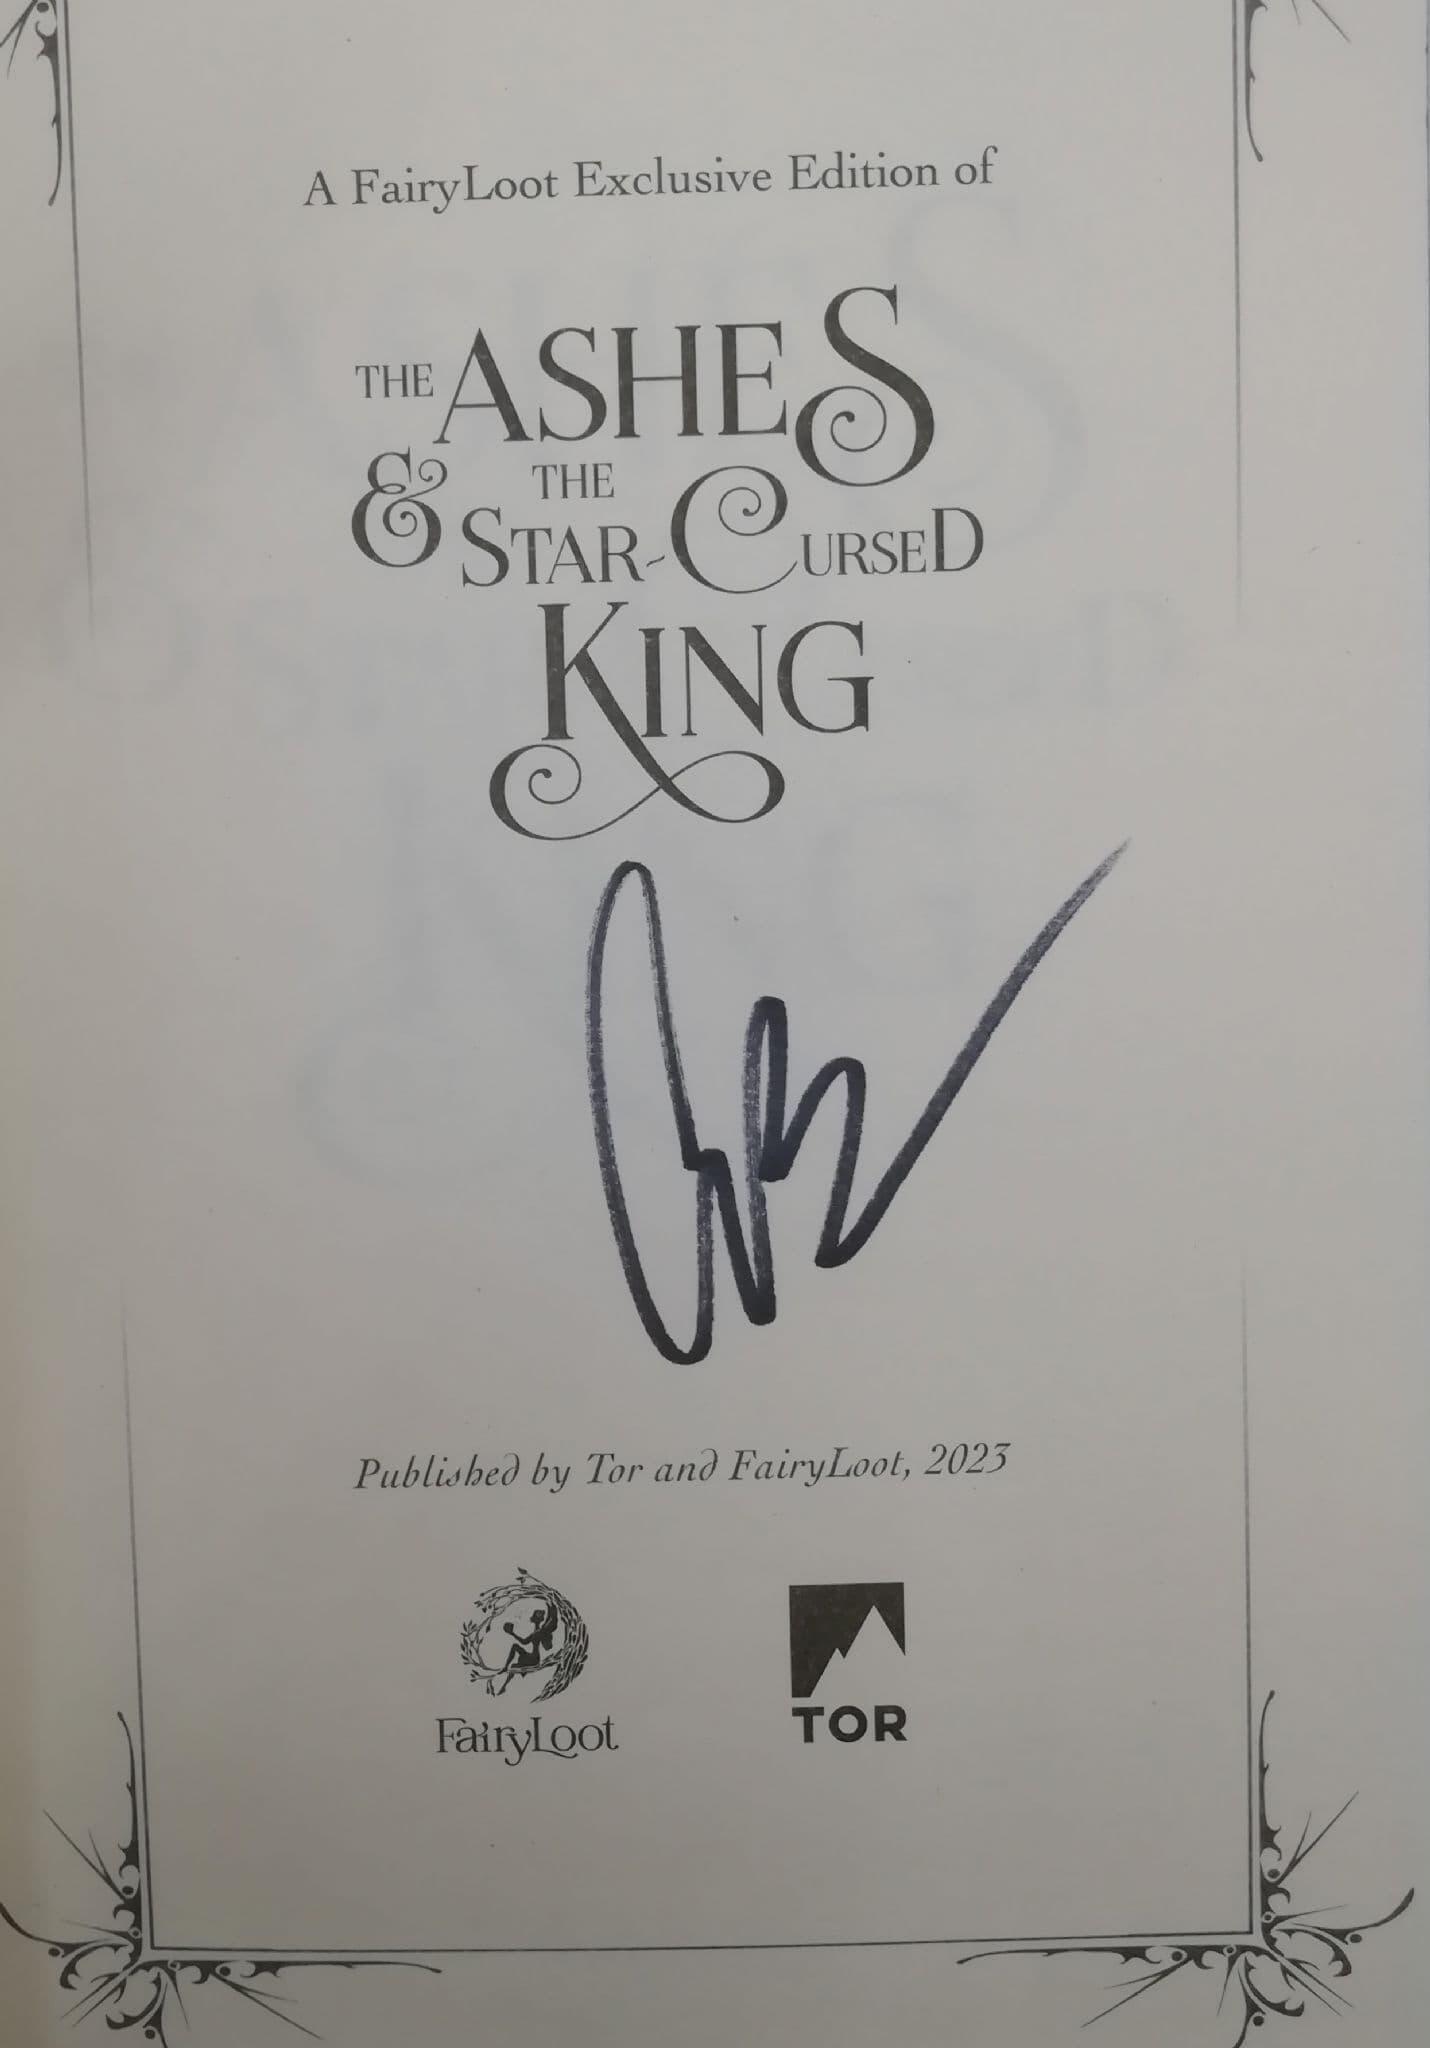 A FairyLoot Exclusive Edition of
THE ASHES
& THE
STAR-CURSED
KING
Published by Tor and FairyLoot, 2023
FairyLoot
TOR